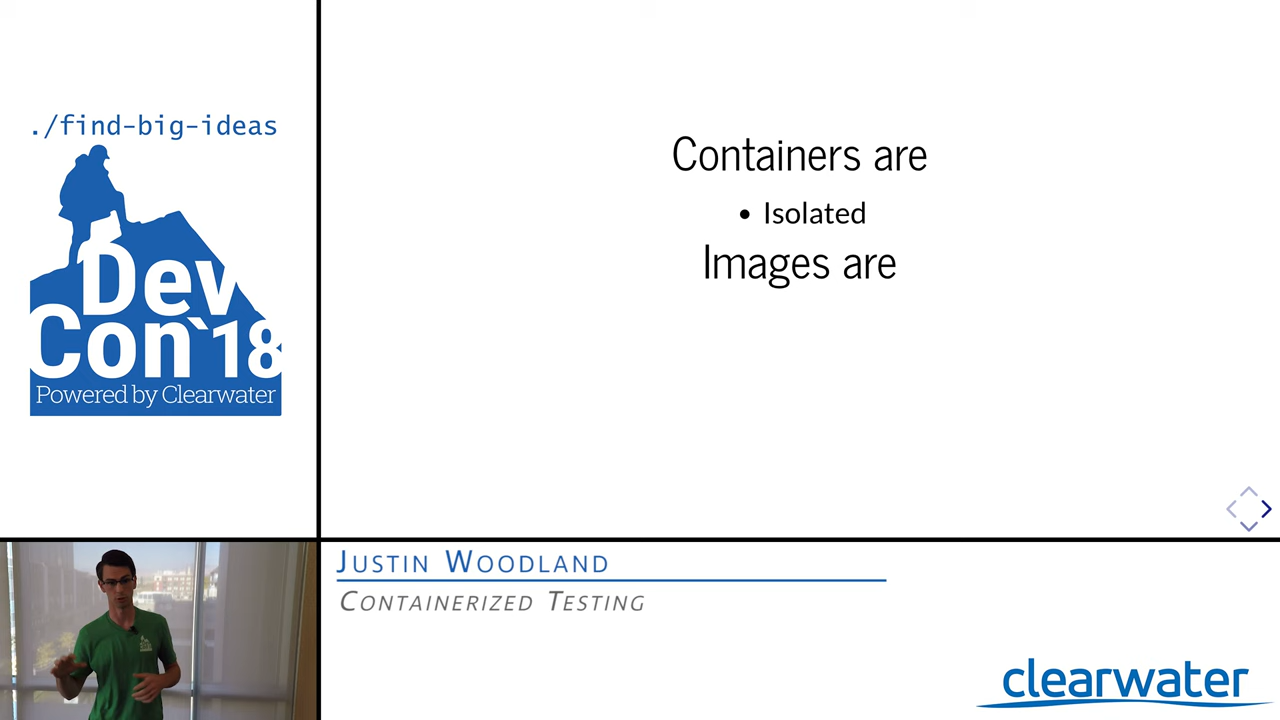 ./find-big-ideas
Dev
Con`18
Powered by Clearwater
Containers are
• Isolated
Images are
JUSTIN WOODLAND
CONTAINERIZED TESTING
clearwater